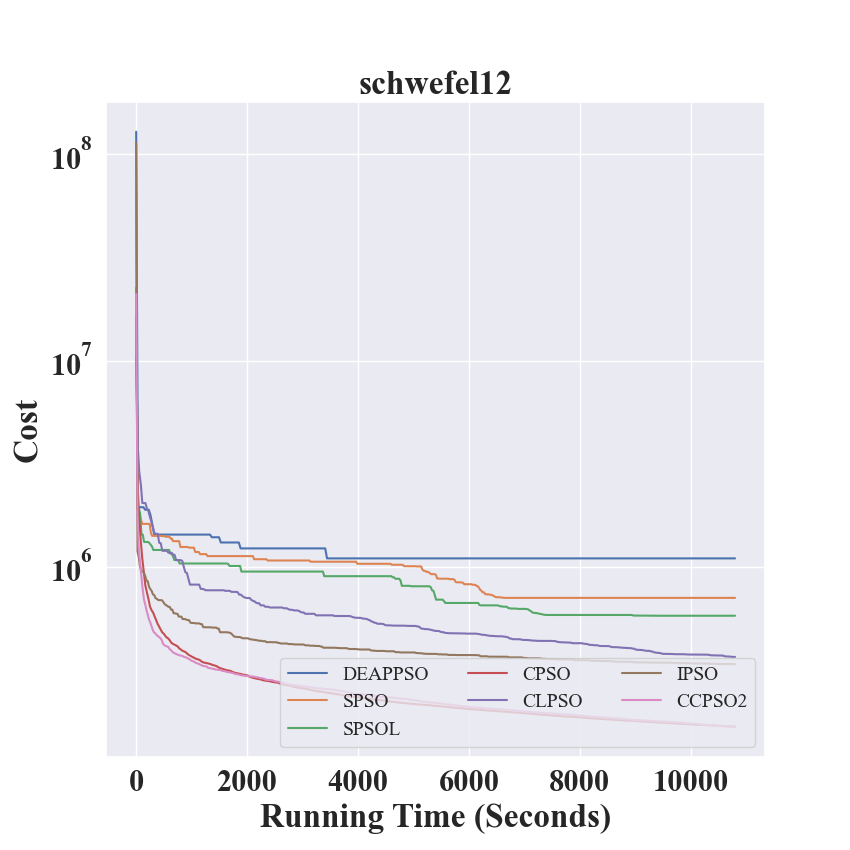 schwefel12
Cost
10^8
10^7
10^6
DEAPPSO CPSO IPSO
SPSO CLPSO CCPSO2
SPSOL
0 2000 4000 6000 8000 10000
Running Time (Seconds)